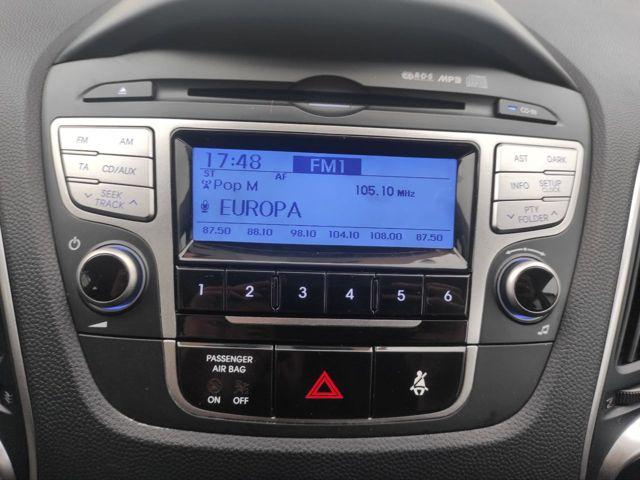 RDS MP3
CD-IN
FM AM
TA CD/AUX
SEEK
TRACK
AST DARK
INFO SETUP
CLOCK
PTY
FOLDER
17:48 FM1
ST AF
Pop M 105.10 MHz
EUROPA
87.50 88.10 98.10 104.10 108.00 87.50
1 2 3 4 5 6
PASSENGER
AIR BAG
ON OFF